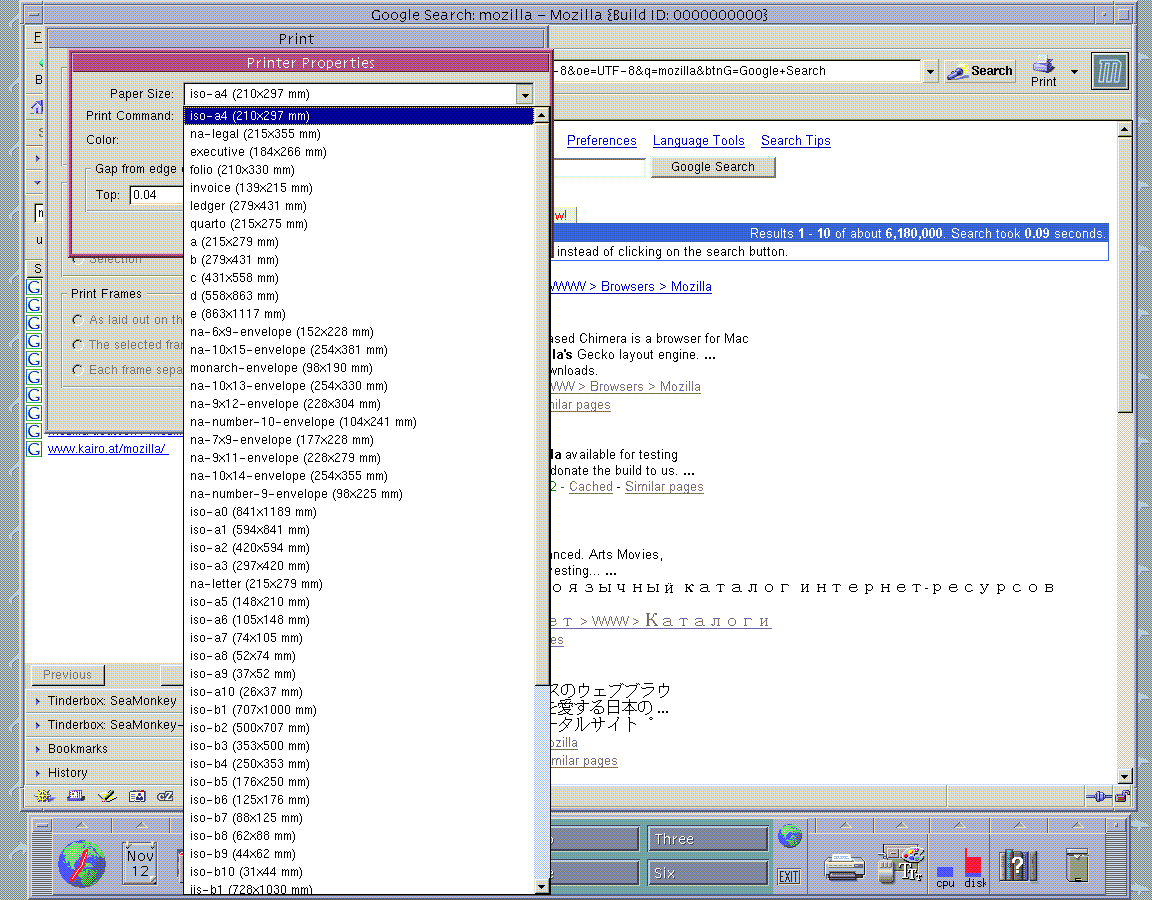 Google Search: mozilla – Mozilla {Build ID: 0000000000}
Print
Printer Properties
-8&oe=UTF-8&q=mozilla&btnG=Google+Search
Search
Print
Paper Size: iso-a4 (210x297 mm)
Print Command:
Color:
Gap from edge
Top: 0.04
Selection
Print Frames
As laid out on th
The selected fra
Each frame sepa
iso-a4 (210x297 mm)
na-legal (215x355 mm)
executive (184x266 mm)
folio (210x330 mm)
invoice (139x215 mm)
ledger (279x431 mm)
quarto (215x275 mm)
a (215x279 mm)
b (279x431 mm)
c (431x558 mm)
d (558x863 mm)
e (863x1117 mm)
na-6x9-envelope (152x228 mm)
na-10x15-envelope (254x381 mm)
monarch-envelope (98x190 mm)
na-10x13-envelope (254x330 mm)
na-9x12-envelope (228x304 mm)
na-number-10-envelope (104x241 mm)
na-7x9-envelope (177x228 mm)
na-9x11-envelope (228x279 mm)
na-10x14-envelope (254x355 mm)
na-number-9-envelope (98x225 mm)
iso-a0 (841x1189 mm)
iso-a1 (594x841 mm)
iso-a2 (420x594 mm)
iso-a3 (297x420 mm)
na-letter (215x279 mm)
iso-a5 (148x210 mm)
iso-a6 (105x148 mm)
iso-a7 (74x105 mm)
iso-a8 (52x74 mm)
iso-a9 (37x52 mm)
iso-a10 (26x37 mm)
iso-b1 (707x1000 mm)
iso-b2 (500x707 mm)
iso-b3 (353x500 mm)
iso-b4 (250x353 mm)
iso-b5 (176x250 mm)
iso-b6 (125x176 mm)
iso-b7 (88x125 mm)
iso-b8 (62x88 mm)
iso-b9 (44x62 mm)
iso-b10 (31x44 mm)
jis-b1 (728x1030 mm)
Preferences Language Tools Search Tips
Google Search
w!
Results 1 - 10 of about 6,180,000. Search took 0.09 seconds.
instead of clicking on the search button.
WWW > Browsers > Mozilla
ased Chimera is a browser for Mac
lla's Gecko layout engine. ...
wnloads.
WWW > Browsers > Mozilla
milar pages
la available for testing
donate the build to us. ...
2 - Cached - Similar pages
anced. Arts Movies,
resting... ...
оязычный каталог интернет-ресурсов
ет > WWW > Каталоги
es
スのウェブブラウ
を愛する日本の...
ータルサイト゜
ozilla
milar pages
www.kairo.at/mozilla/
Previous
Tinderbox: SeaMonkey
Tinderbox: SeaMonkey-
Bookmarks
History
Nov
12
Three
Six
EXIT
cpu
disk